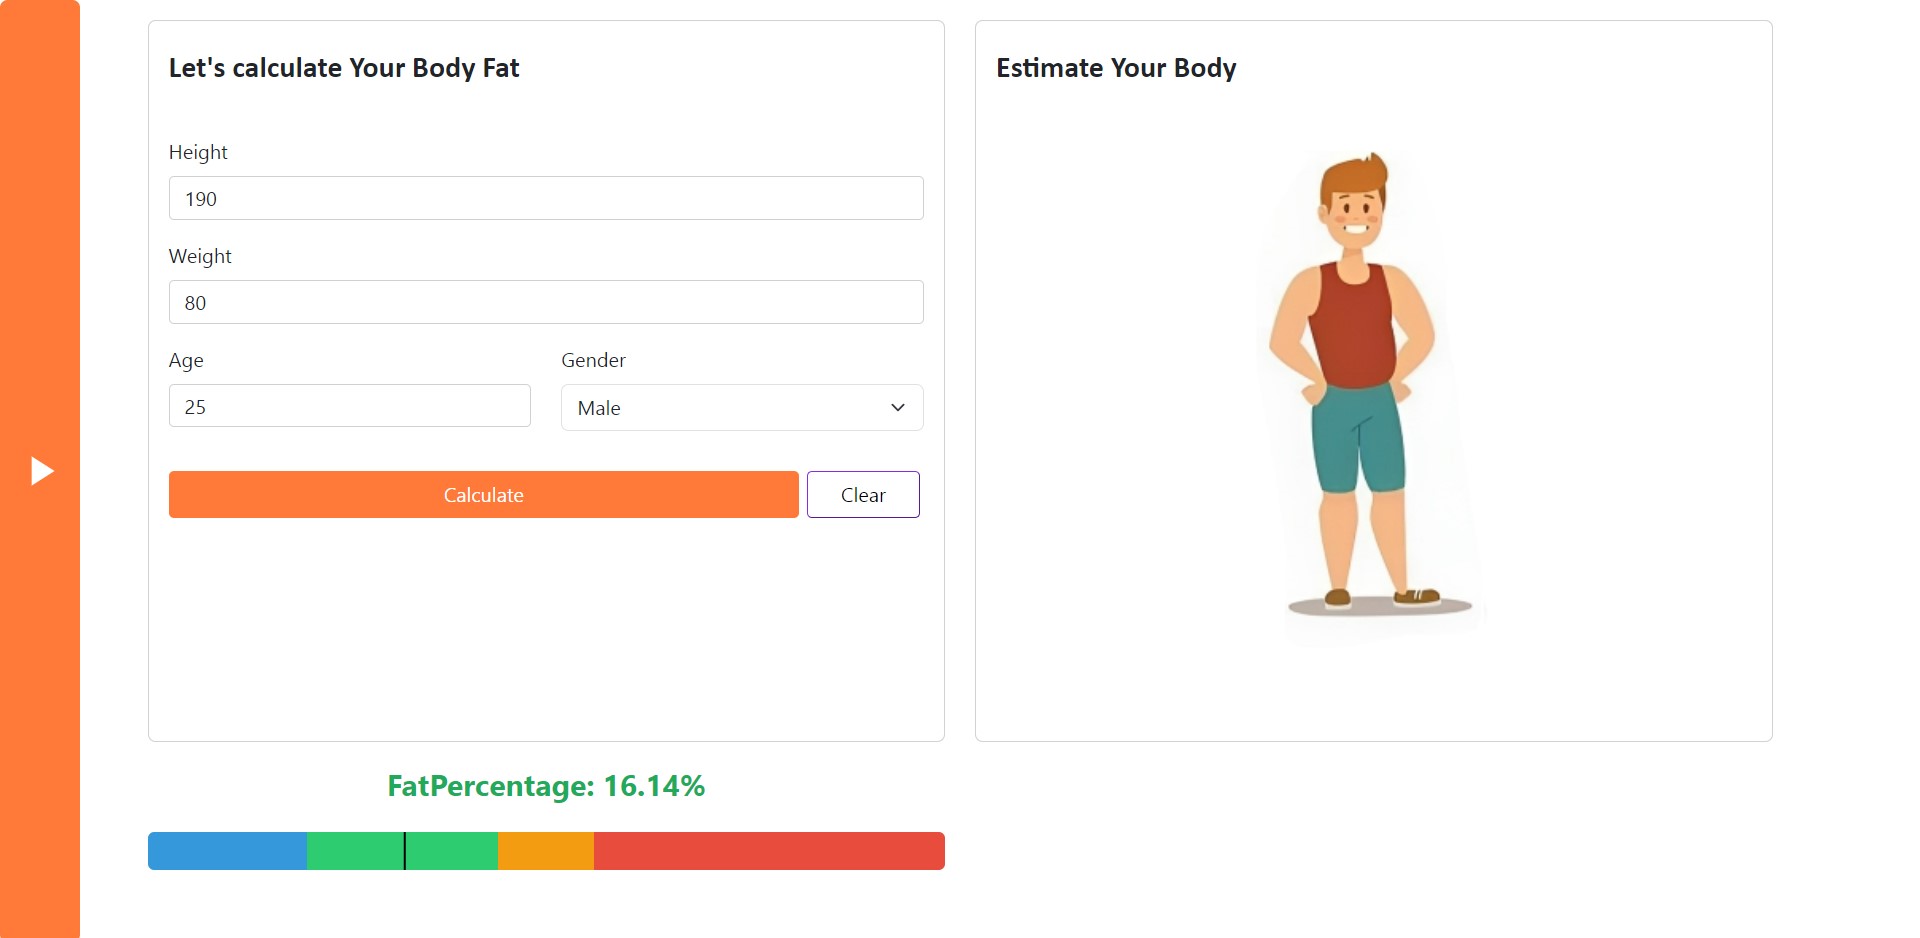 Let's calculate Your Body Fat
Height
190
Weight
80
Age
Gender
25
Male
Calculate
Clear
Estimate Your Body
FatPercentage: 16.14%